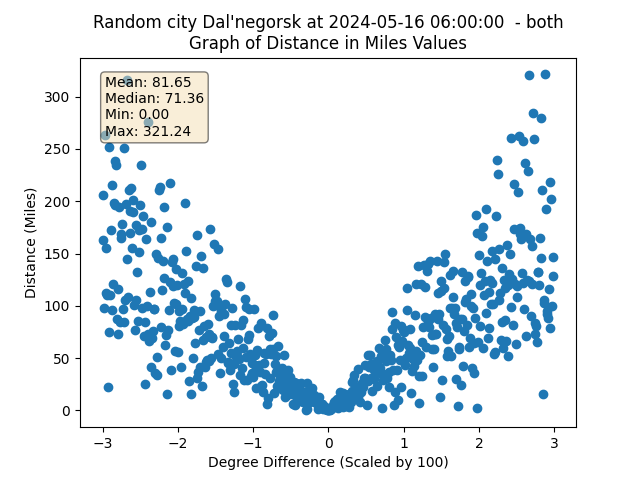 Random city Dal'negorsk at 2024-05-16 06:00:00  - both
Graph of Distance in Miles Values
Mean: 81.65
Median: 71.36
Min: 0.00
Max: 321.24
Distance (Miles)
300
250
200
150
100
50
0
−3
−2
−1
0
1
2
3
Degree Difference (Scaled by 100)